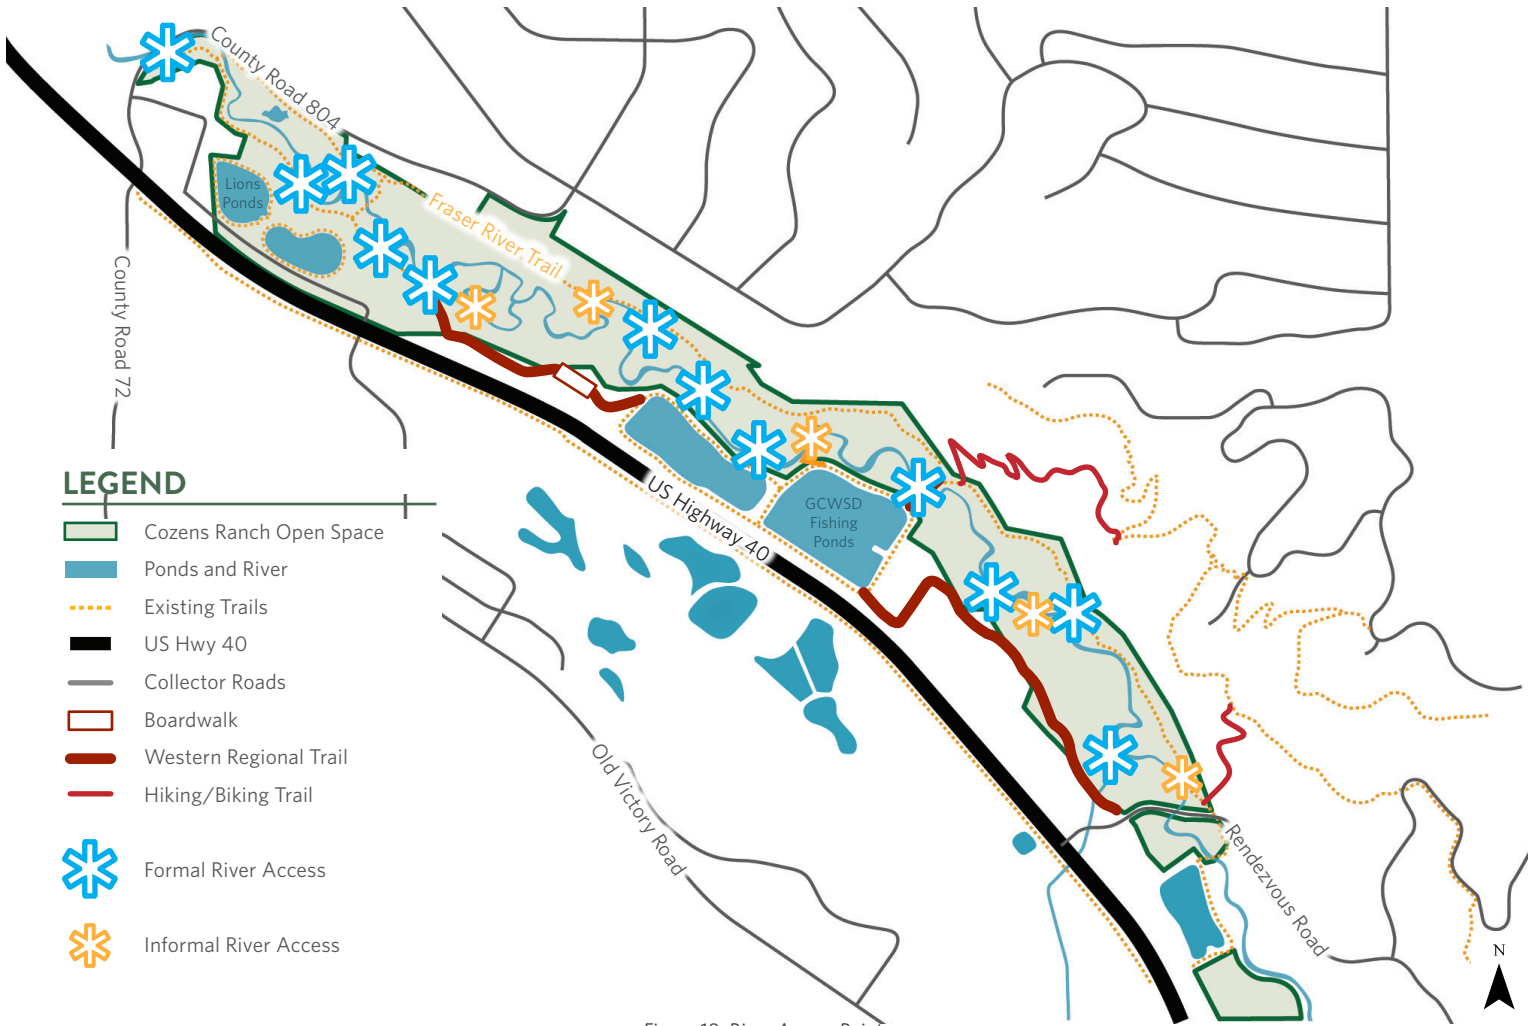 County Road 804
Lions
Ponds
Fraser River Trail
County Road 72
US Highway 40
GCWSD
Fishing
Ponds
Old Victory Road
Rendezvous Road
LEGEND
Cozens Ranch Open Space
Ponds and River
Existing Trails
US Hwy 40
Collector Roads
Boardwalk
Western Regional Trail
Hiking/Biking Trail
Formal River Access
Informal River Access
N